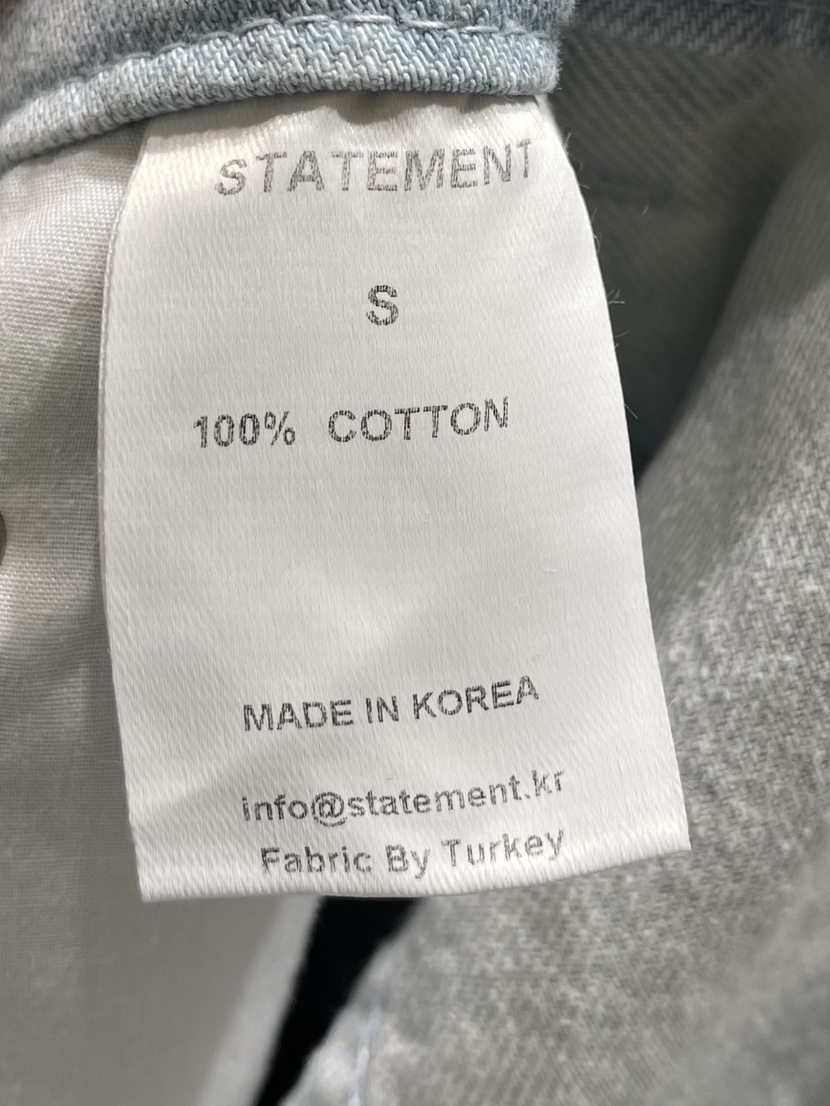 STATEMENT
S
100% COTTON
MADE IN KOREA
info@statement.kr
Fabric By Turkey